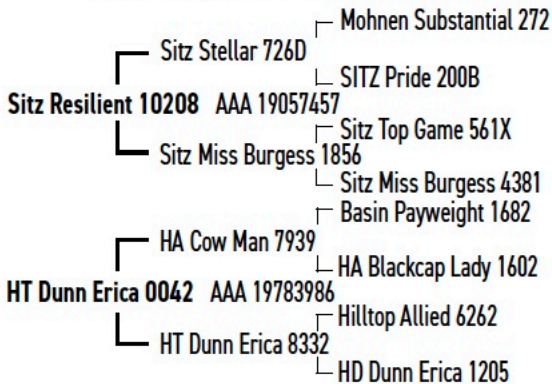 Mohnen Substantial 272
Sitz Stellar 726D
SITZ Pride 200B
Sitz Resilient 10208 AAA 19057457
Sitz Top Game 561X
Sitz Miss Burgess 1856
Sitz Miss Burgess 4381
Basin Payweight 1682
HA Cow Man 7939
HA Blackcap Lady 1602
HT Dunn Erica 0042 AAA 19783986
Hilltop Allied 6262
HT Dunn Erica 8332
HD Dunn Erica 1205